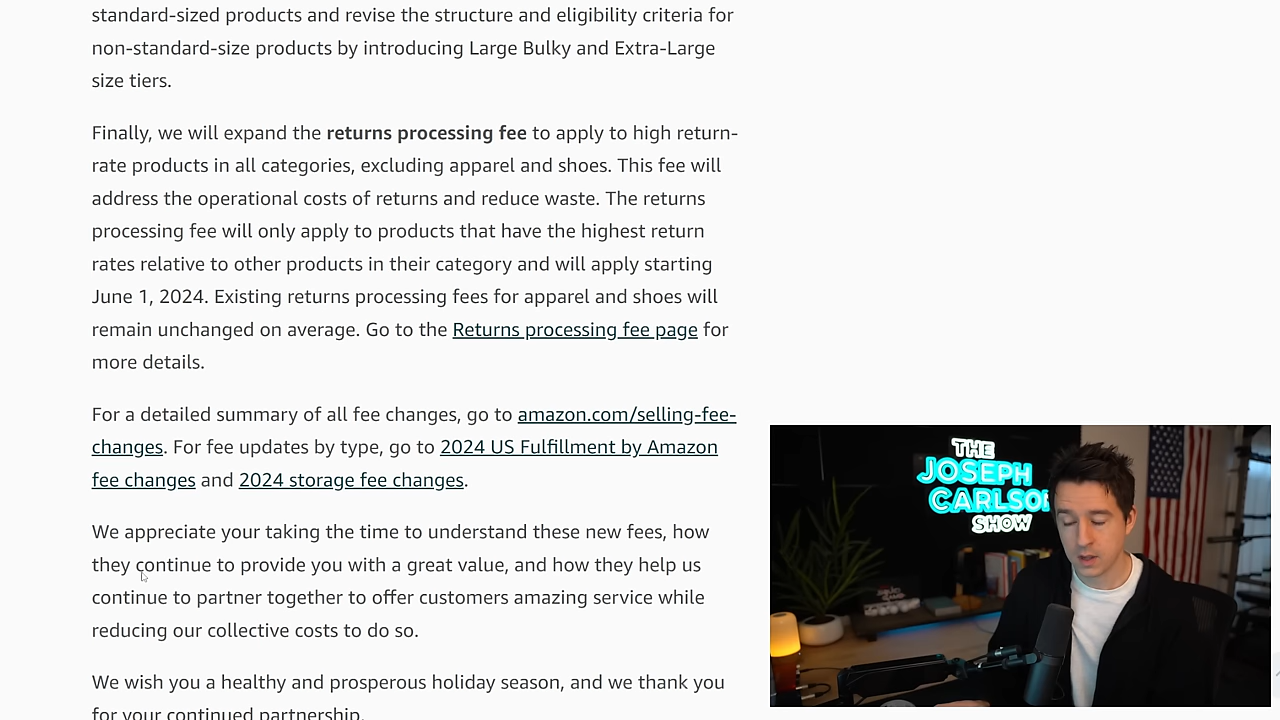 standard-sized products and revise the structure and eligibility criteria for
non-standard-size products by introducing Large Bulky and Extra-Large
size tiers.
Finally, we will expand the returns processing fee to apply to high return-
rate products in all categories, excluding apparel and shoes. This fee will
address the operational costs of returns and reduce waste. The returns
processing fee will only apply to products that have the highest return
rates relative to other products in their category and will apply starting
June 1, 2024. Existing returns processing fees for apparel and shoes will
remain unchanged on average. Go to the Returns processing fee page for
more details.
For a detailed summary of all fee changes, go to amazon.com/selling-fee-
changes. For fee updates by type, go to 2024 US Fulfillment by Amazon
fee changes and 2024 storage fee changes.
We appreciate your taking the time to understand these new fees, how
they continue to provide you with a great value, and how they help us
continue to partner together to offer customers amazing service while
reducing our collective costs to do so.
We wish you a healthy and prosperous holiday season, and we thank you
for your continued partnership.
THE
JOSEPH
CARLSO
SHOW